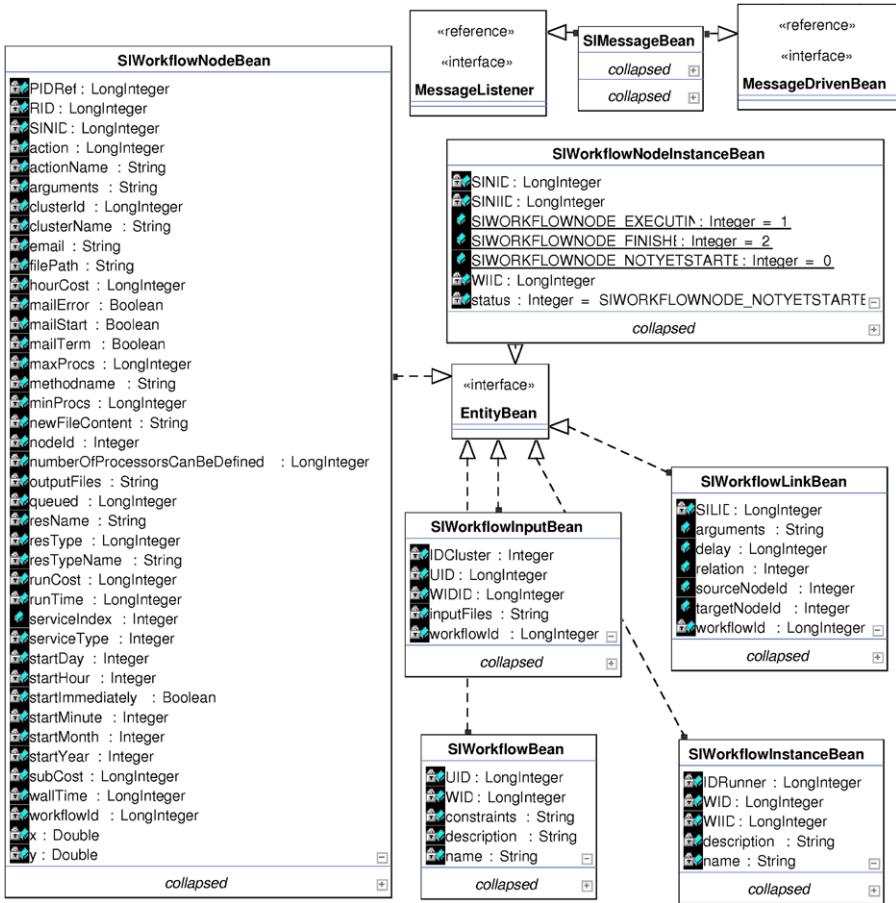 SIWorkflowNodeBean
PIDRef : LongInteger
RID : LongInteger
SINID : LongInteger
action : LongInteger
actionName : String
arguments : String
clusterId : LongInteger
clusterName : String
email : String
filePath : String
hourCost : LongInteger
mailError : Boolean
mailStart : Boolean
mailTerm : Boolean
maxProcs : LongInteger
methodname : String
minProcs : LongInteger
newFileContent : String
nodeId : Integer
numberOfProcessorsCanBeDefined : LongInteger
outputFiles : String
queued : LongInteger
resName : String
resType : LongInteger
resTypeName : String
runCost : LongInteger
runTime : LongInteger
serviceIndex : Integer
serviceType : Integer
startDay : Integer
startHour : Integer
startImmediately : Boolean
startMinute : Integer
startMonth : Integer
startYear : Integer
subCost : LongInteger
wallTime : LongInteger
workflowId : LongInteger
x : Double
y : Double
collapsed
«reference»
«interface»
MessageListener
SIMessageBean
collapsed
collapsed
«reference»
«interface»
MessageDrivenBean
SIWorkflowNodeInstanceBean
SINID : LongInteger
SINIID : LongInteger
SIWORKFLOWNODE_EXECUTIN : Integer = 1
SIWORKFLOWNODE_FINISHE : Integer = 2
SIWORKFLOWNODE_NOTYETSTARTE : Integer = 0
WIID : LongInteger
status : Integer = SIWORKFLOWNODE_NOTYETSTARTE
collapsed
«interface»
EntityBean
SIWorkflowInputBean
IDCluster : Integer
UID : LongInteger
WIDID : LongInteger
inputFiles : String
workflowId : LongInteger
collapsed
SIWorkflowLinkBean
SILID : LongInteger
arguments : String
delay : LongInteger
relation : Integer
sourceNodeId : Integer
targetNodeId : Integer
workflowId : LongInteger
collapsed
SIWorkflowBean
UID : LongInteger
WID : LongInteger
constraints : String
description : String
name : String
collapsed
SIWorkflowInstanceBean
IDRunner : LongInteger
WID : LongInteger
WIID : LongInteger
description : String
name : String
collapsed